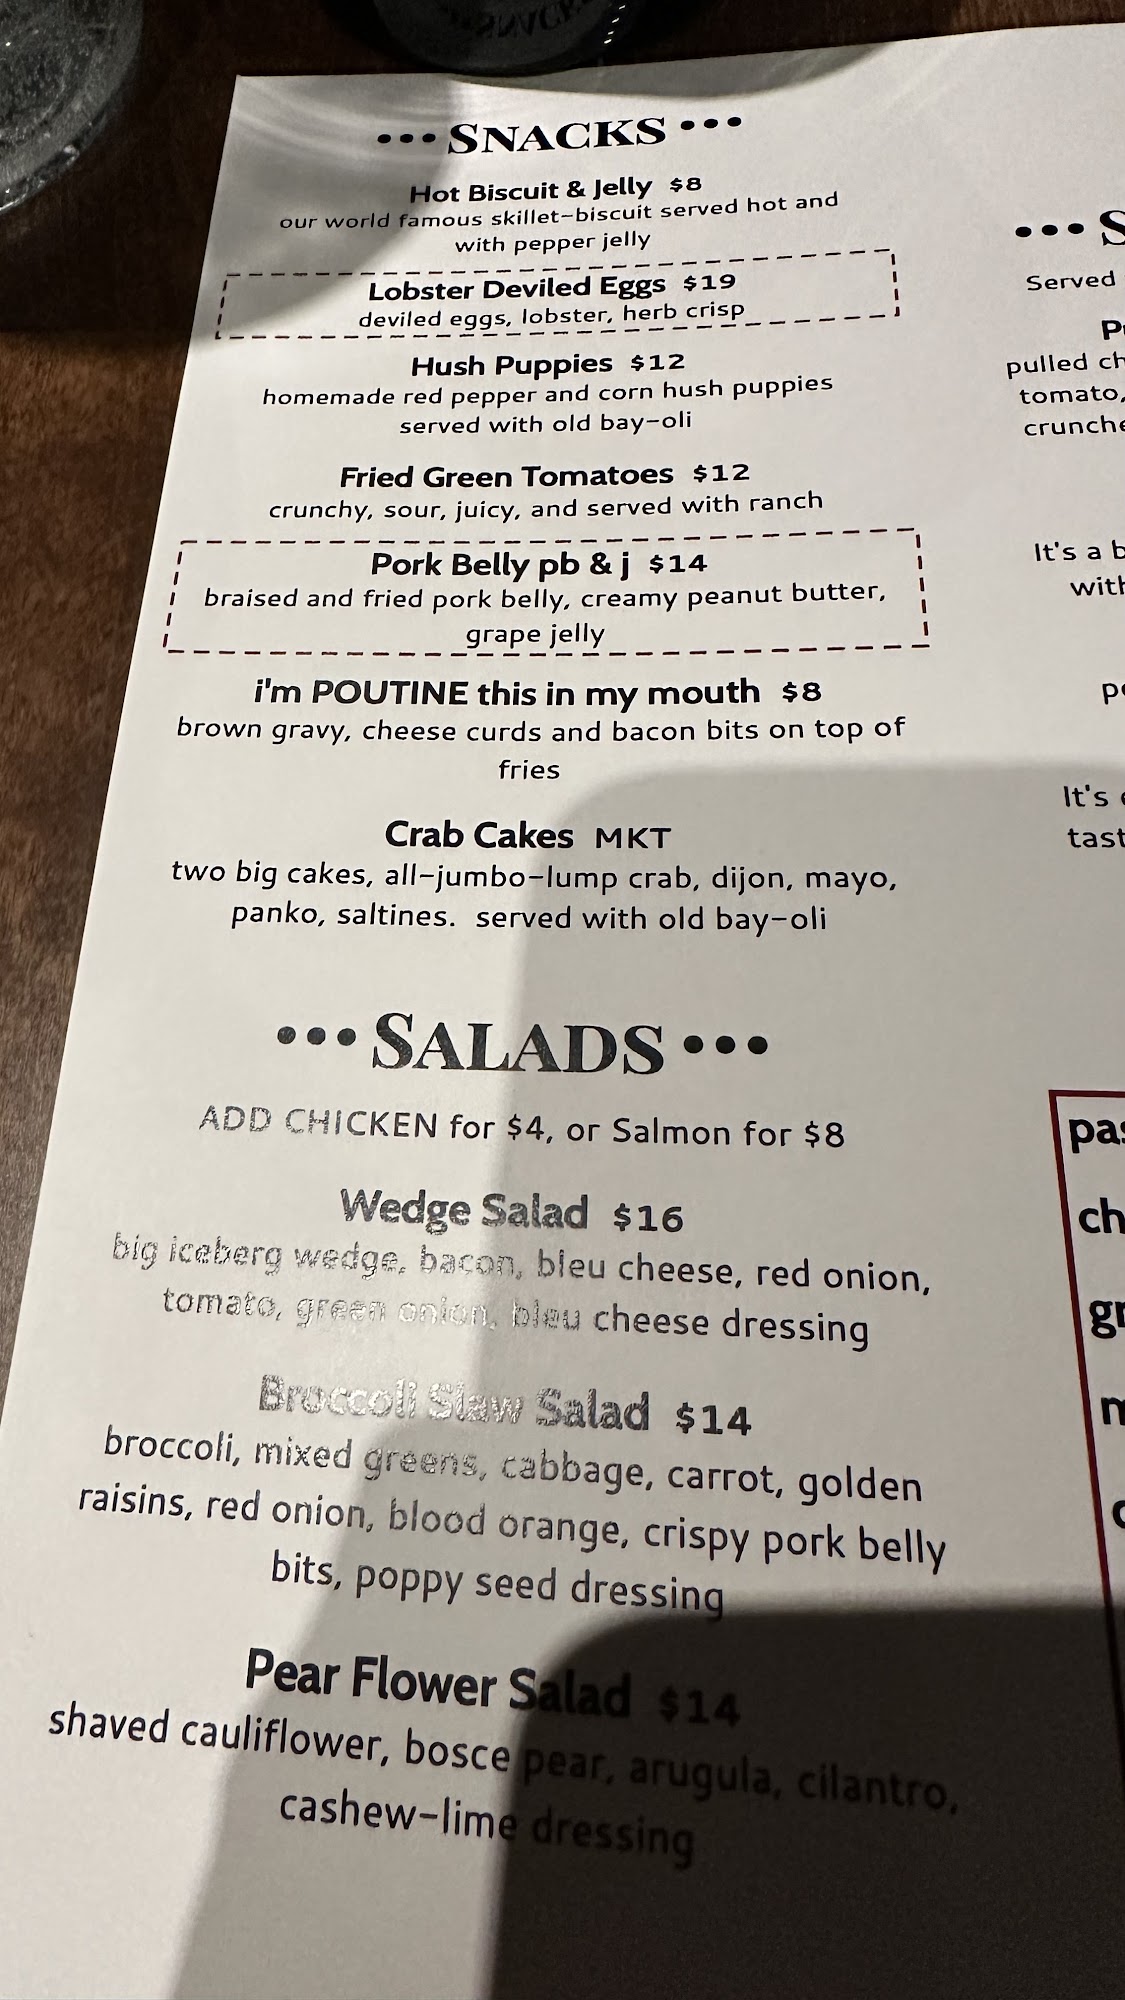 ••• SNACKS •••
Hot Biscuit & Jelly $8
our world famous skillet-biscuit served hot and
with pepper jelly
Lobster Deviled Eggs $19
deviled eggs, lobster, herb crisp
Hush Puppies $12
homemade red pepper and corn hush puppies
served with old bay-oli
Fried Green Tomatoes $12
crunchy, sour, juicy, and served with ranch
Pork Belly pb & j $14
braised and fried pork belly, creamy peanut butter,
grape jelly
i'm POUTINE this in my mouth $8
brown gravy, cheese curds and bacon bits on top of
fries
Crab Cakes MKT
two big cakes, all-jumbo-lump crab, dijon, mayo,
panko, saltines. served with old bay-oli
••• SALADS •••
ADD CHICKEN for $4, or Salmon for $8
Wedge Salad $16
big iceberg wedge, bacon, bleu cheese, red onion,
tomato, green onion, bleu cheese dressing
Broccoli Slaw Salad $14
broccoli, mixed greens, cabbage, carrot, golden
raisins, red onion, blood orange, crispy pork belly
bits, poppy seed dressing
Pear Flower Salad $14
shaved cauliflower, bosce pear, arugula, cilantro,
cashew-lime dressing
••• S
Served
pulled ch
tomato,
crunche
It's a b
with
It's
tast
pas
ch
gr